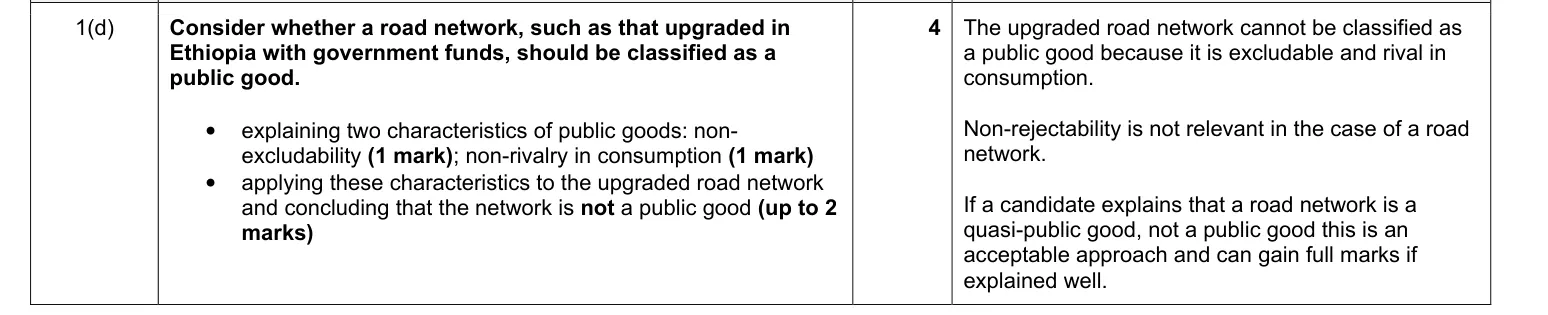 1(d)
Consider whether a road network, such as that upgraded in
Ethiopia with government funds, should be classified as a
public good.
• explaining two characteristics of public goods: non-
excludability (1 mark); non-rivalry in consumption (1 mark)
• applying these characteristics to the upgraded road network
and concluding that the network is not a public good (up to 2
marks)
4
The upgraded road network cannot be classified as
a public good because it is excludable and rival in
consumption.
Non-rejectability is not relevant in the case of a road
network.
If a candidate explains that a road network is a
quasi-public good, not a public good this is an
acceptable approach and can gain full marks if
explained well.